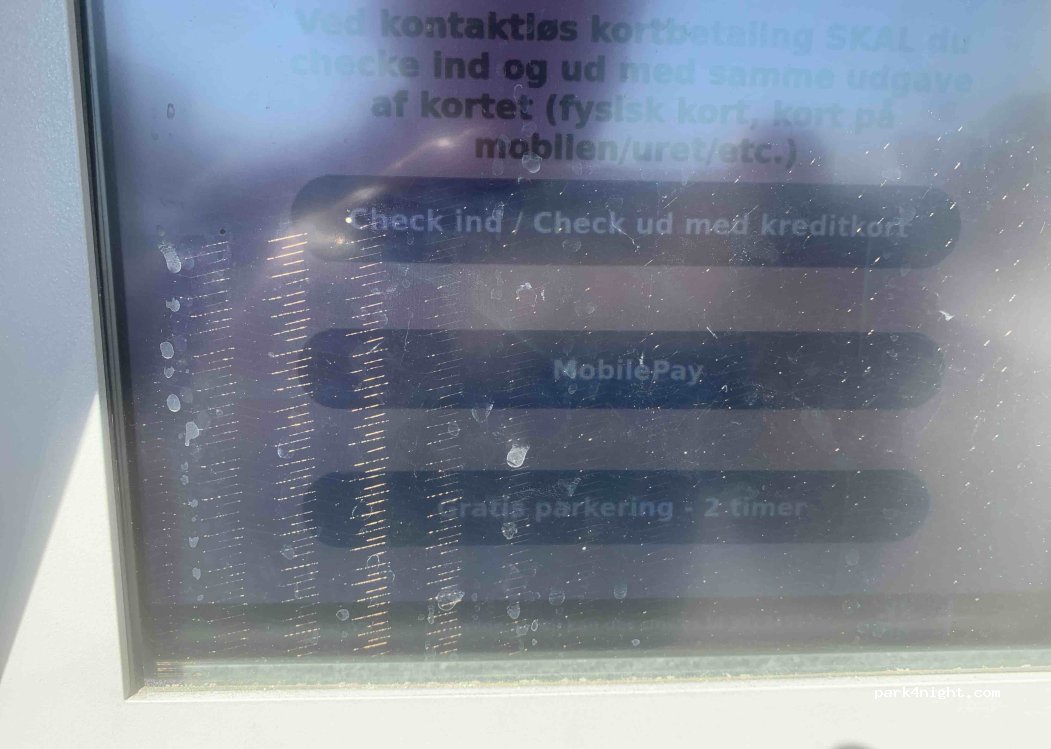 Ved kontaktløs kortbetaling SKAL du
checke ind og ud med samme udgave
af kortet (fysisk kort, kort på
mobilen/uret/etc.)
Check ind / Check ud med kreditkort
MobilePay
Gratis parkering - 2 timer
park4night.com